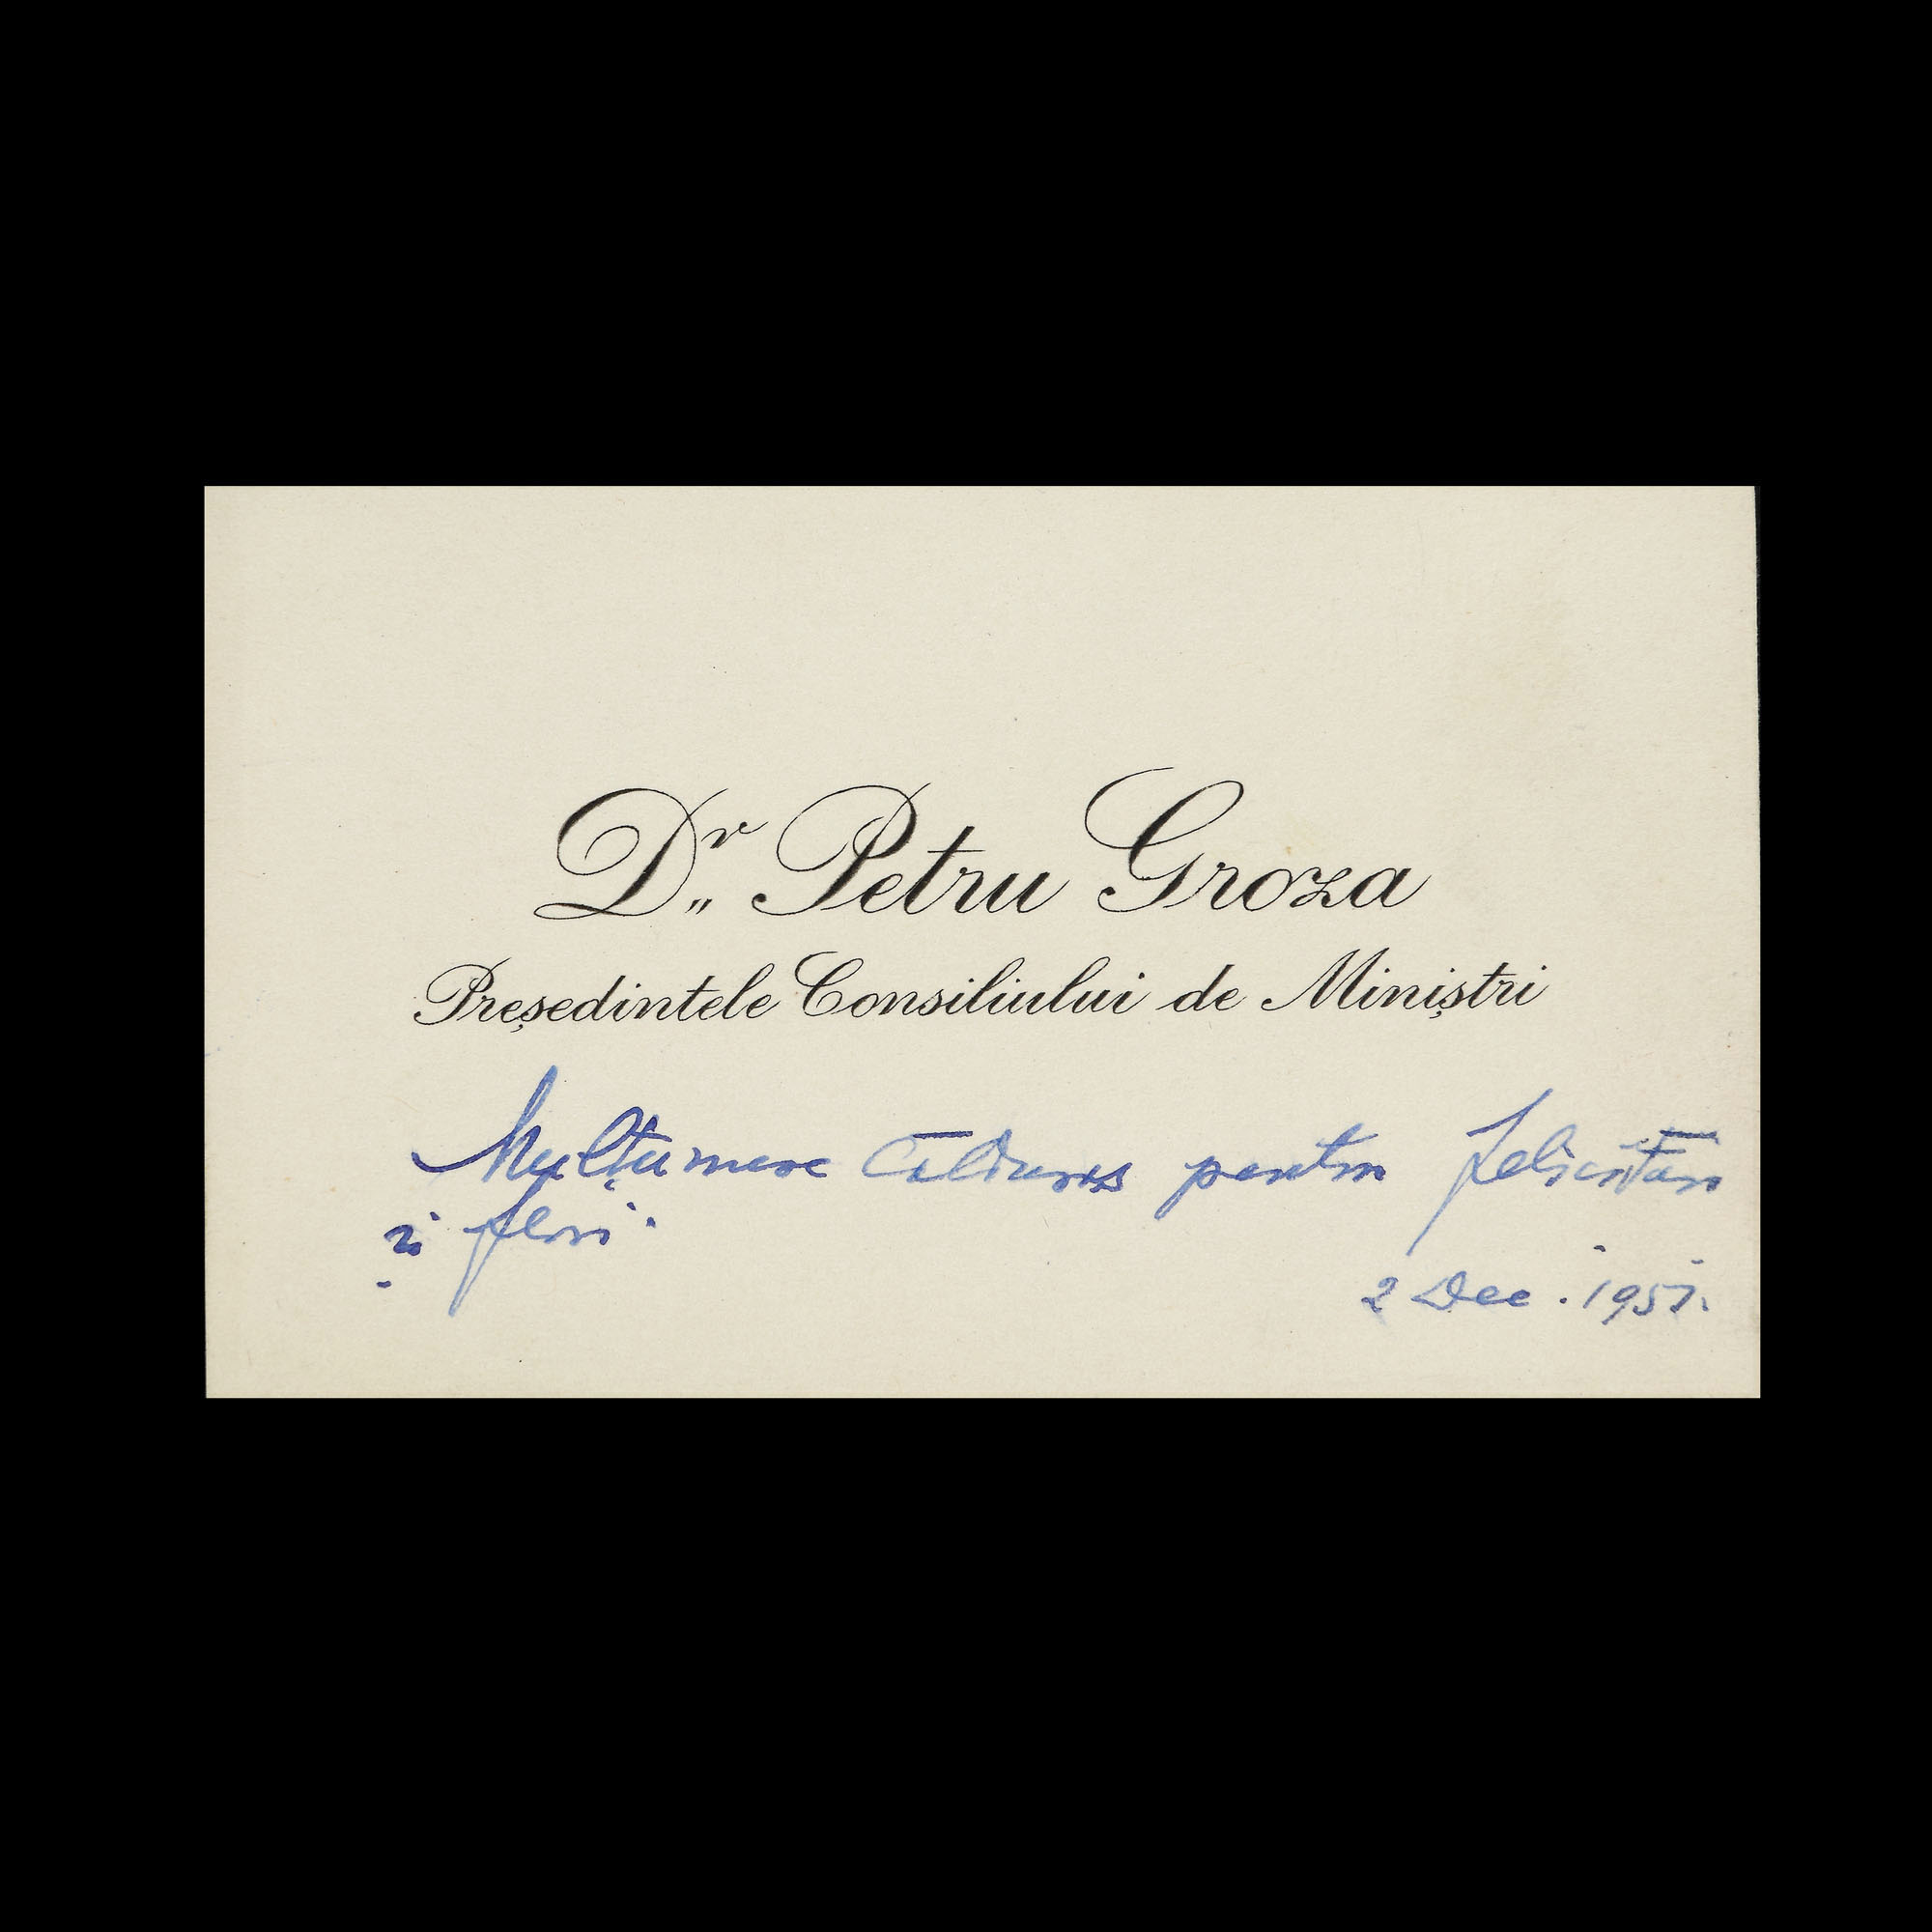 Dr. Petru Groza
Președintele Consiliului de Miniștri
Mulțumesc călduros pentru felicitări
și flori.
2 Dec. 1951.